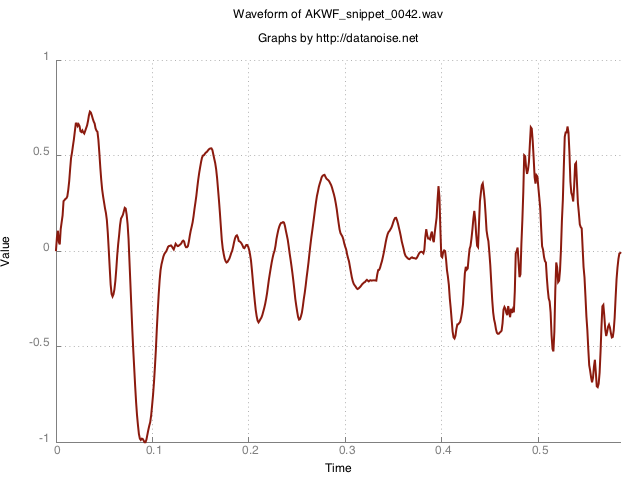 Waveform of AKWF_snippet_0042.wav
Graphs by http://datanoise.net
1
0.5
0
-0.5
-1
Value
0
0.1
0.2
0.3
0.4
0.5
Time